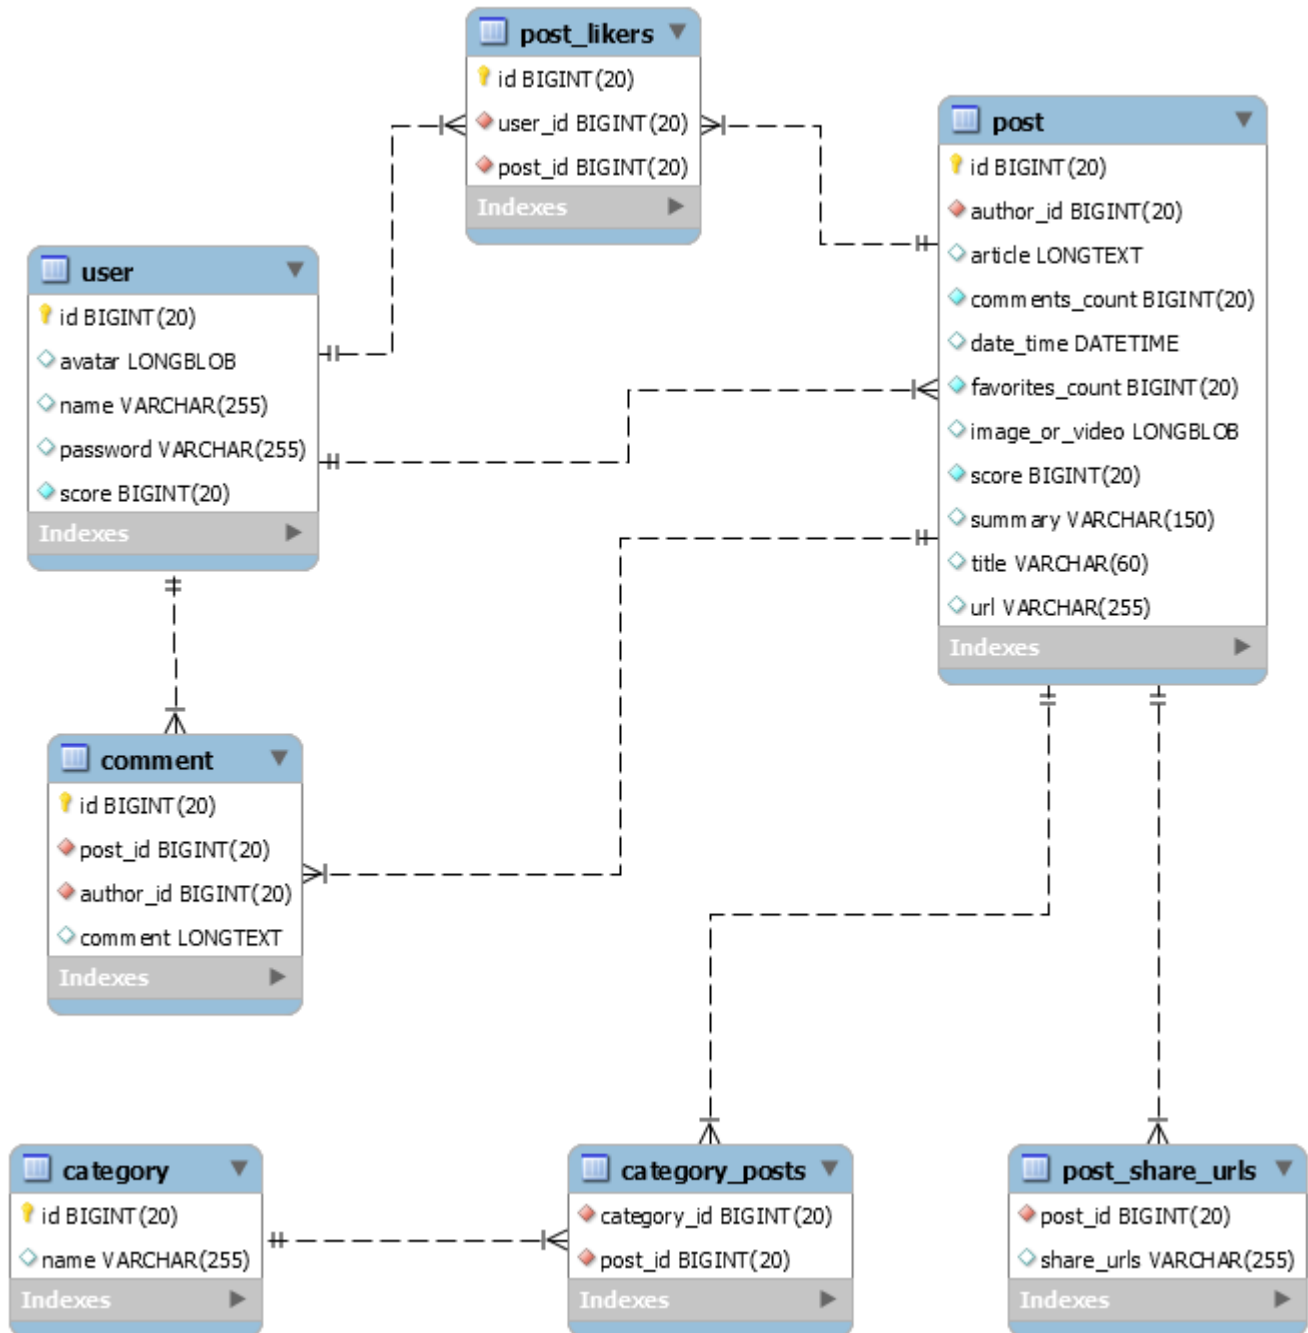 post_likers
id BIGINT(20)
user_id BIGINT(20)
post_id BIGINT(20)
Indexes
post
id BIGINT(20)
author_id BIGINT(20)
article LONGTEXT
comments_count BIGINT(20)
date_time DATETIME
favorites_count BIGINT(20)
image_or_video LONGBLOB
score BIGINT(20)
summary VARCHAR(150)
title VARCHAR(60)
url VARCHAR(255)
Indexes
user
id BIGINT(20)
avatar LONGBLOB
name VARCHAR(255)
password VARCHAR(255)
score BIGINT(20)
Indexes
comment
id BIGINT(20)
post_id BIGINT(20)
author_id BIGINT(20)
comment LONGTEXT
Indexes
category
id BIGINT(20)
name VARCHAR(255)
Indexes
category_posts
category_id BIGINT(20)
post_id BIGINT(20)
Indexes
post_share_urls
post_id BIGINT(20)
share_urls VARCHAR(255)
Indexes